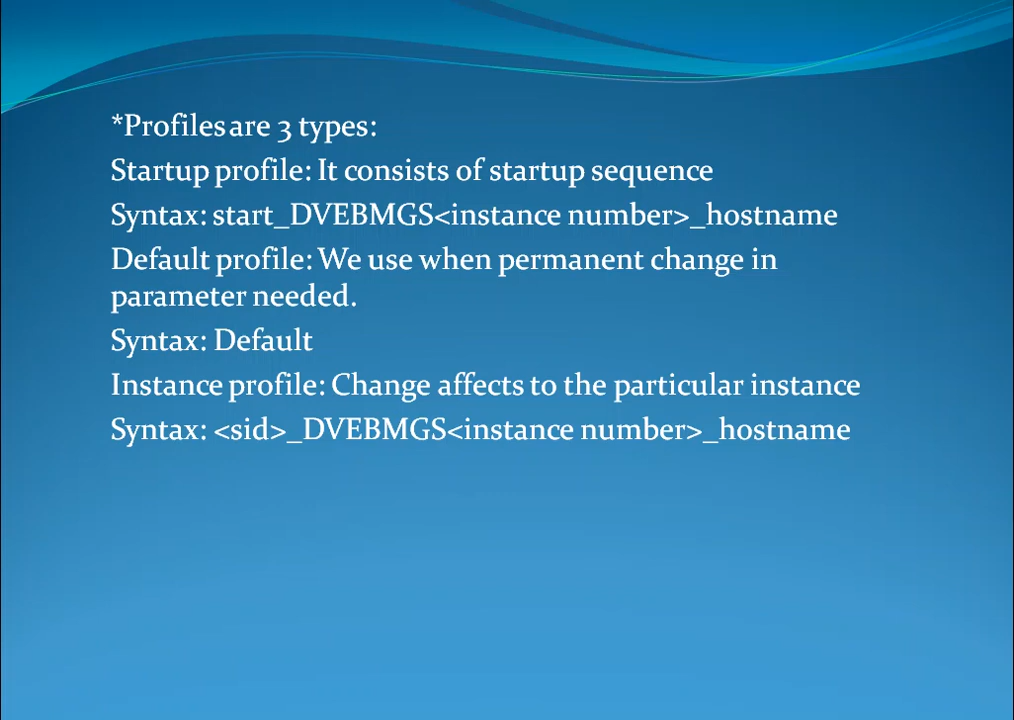 *Profiles are 3 types:
Startup profile: It consists of startup sequence
Syntax: start_DVEBMGS<instance number>_hostname
Default profile: We use when permanent change in
parameter needed.
Syntax: Default
Instance profile: Change affects to the particular instance
Syntax: <sid>_DVEBMGS<instance number>_hostname